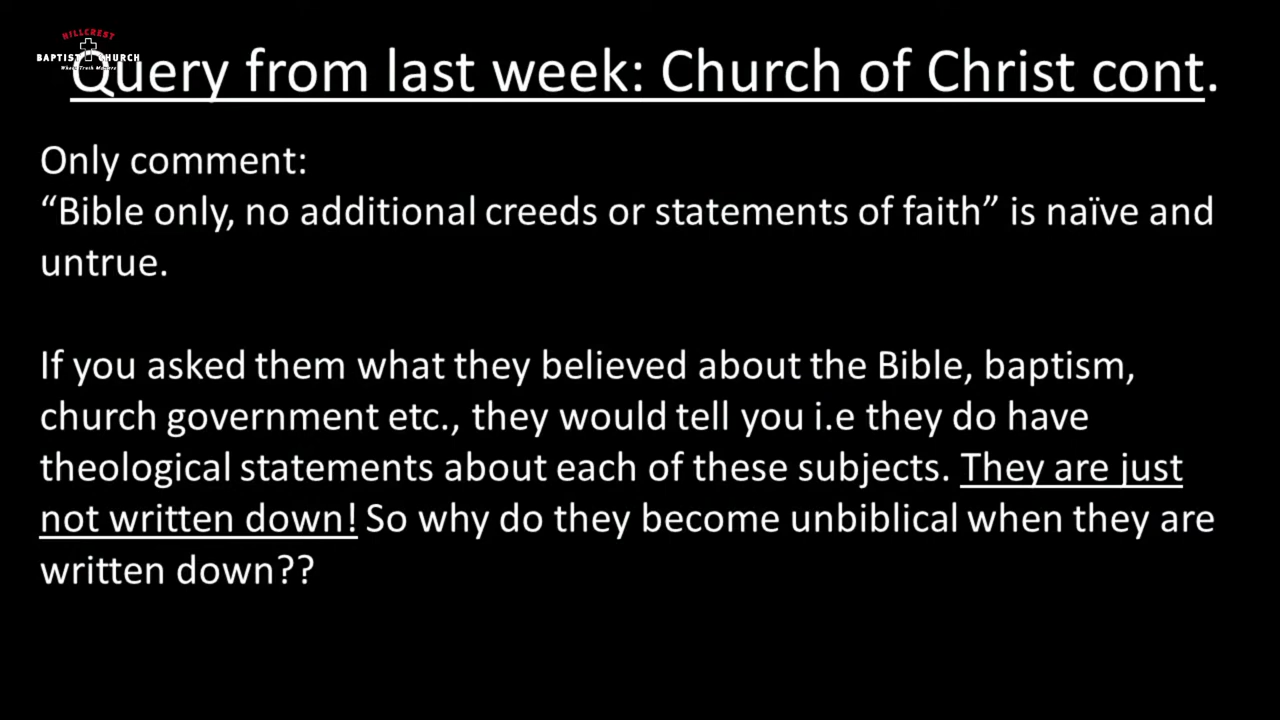 HILLCREST
BAPTIST CHURCH
Where Truth Matters
Query from last week: Church of Christ cont.
Only comment:
“Bible only, no additional creeds or statements of faith” is naïve and
untrue.
If you asked them what they believed about the Bible, baptism,
church government etc., they would tell you i.e they do have
theological statements about each of these subjects. They are just
not written down! So why do they become unbiblical when they are
written down??